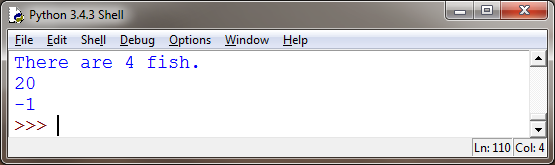 Python 3.4.3 Shell
File Edit Shell Debug Options Window Help
There are 4 fish.
20
-1
>>>
Ln: 110 Col: 4